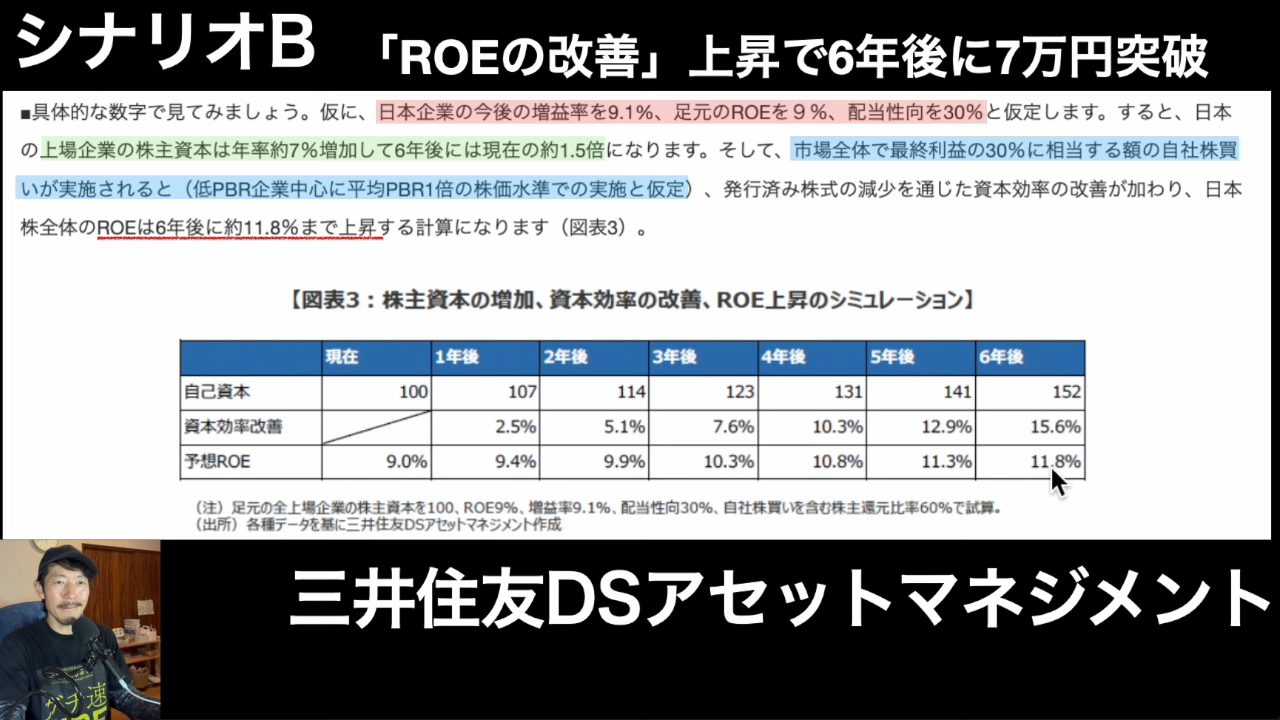 シナリオB 「ROEの改善」上昇で6年後に7万円突破
■具体的な数字で見てみましょう。仮に、日本企業の今後の増益率を9.1%、足元のROEを９%、配当性向を30%と仮定します。すると、日本
の上場企業の株主資本は年率約7%増加して6年後には現在の約1.5倍になります。そして、市場全体で最終利益の30%に相当する額の自社株買
いが実施されると（低PBR企業中心に平均PBR1倍の株価水準での実施と仮定）、発行済み株式の減少を通じた資本効率の改善が加わり、日本
株全体のROEは6年後に約11.8%まで上昇する計算になります（図表3）。
【図表3：株主資本の増加、資本効率の改善、ROE上昇のシミュレーション】
現在 1年後 2年後 3年後 4年後 5年後 6年後
自己資本 100 107 114 123 131 141 152
資本効率改善 2.5% 5.1% 7.6% 10.3% 12.9% 15.6%
予想ROE 9.0% 9.4% 9.9% 10.3% 10.8% 11.3% 11.8%
（注）足元の全上場企業の株主資本を100、ROE9%、増益率9.1%、配当性向30%、自社株買いを含む株主還元比率60%で試算。
（出所）各種データを基に三井住友DSアセットマネジメント作成
三井住友DSアセットマネジメント